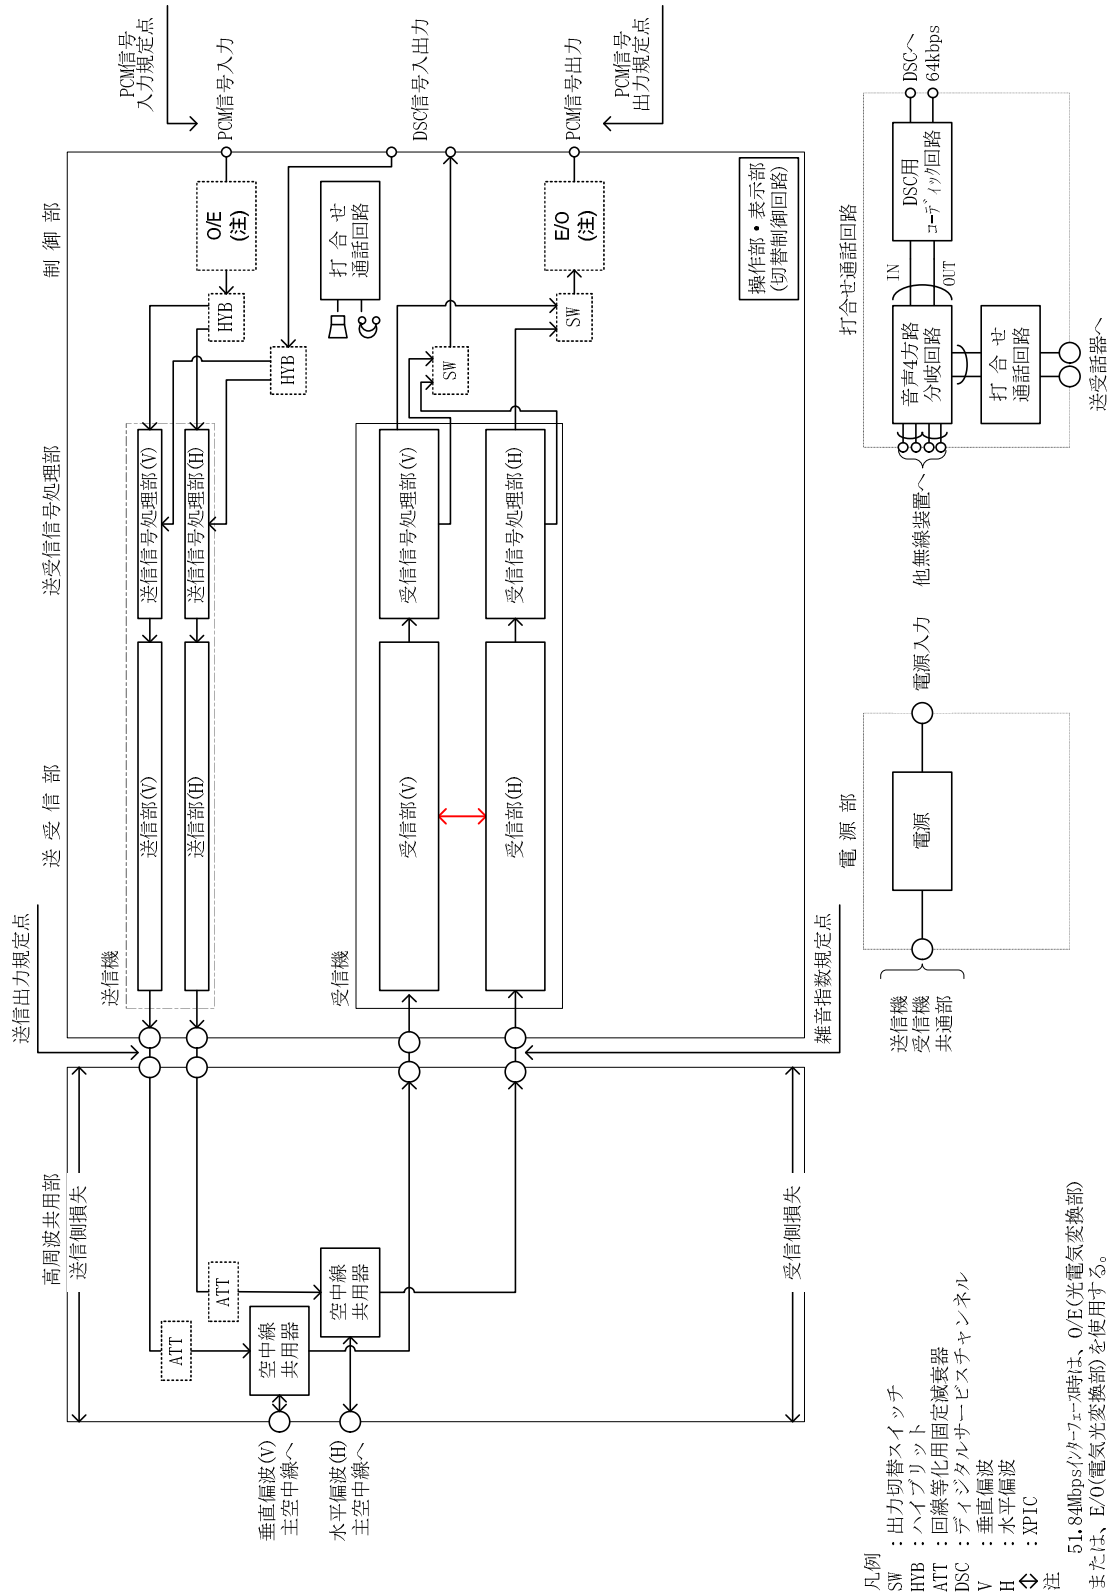 高周波共用部
送信側損失
ATT
ATT
空中線
共用器
空中線
共用器
垂直偏波(V)
主空中線へ
水平偏波(H)
主空中線へ
受信側損失
送信出力規定点
雑音指数規定点
送 受 信 部
送受信信号処理部
制 御 部
送信機
送信部(V)
送信信号処理部(V)
送信部(H)
送信信号処理部(H)
受信機
受信部(V)
受信信号処理部(V)
受信部(H)
受信信号処理部(H)
HYB
HYB
O/E
(注)
打 合 せ
通話回路
SW
SW
E/O
(注)
操作部・表示部
(切替制御回路)
PCM信号
入力規定点
PCM信号入力
DSC信号入出力
PCM信号出力
PCM信号
出力規定点
電 源 部
電源
電源入力
送信機
受信機
共通部
打合せ通話回路
音声4方路
分岐回路
IN
OUT
DSC用
コーディック回路
DSCへ
64kbps
打 合 せ
通話回路
送受話器へ
他無線装置へ
凡例
SW :出力切替スイッチ
HYB :ハイブリット
ATT :回線等化用固定減衰器
DSC :ディジタルサービスチャンネル
V :垂直偏波
H :水平偏波
⇔ :XPIC
注
51.84Mbpsインターフェース時は、O/E(光電気変換部)
または、E/O(電気光変換部)を使用する。